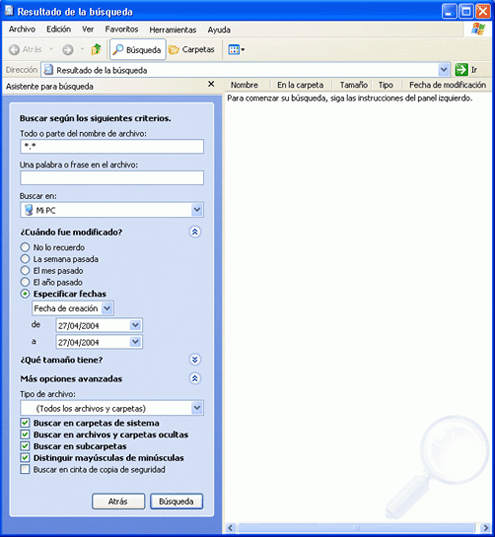 Resultado de la búsqueda
Archivo Edición Ver Favoritos Herramientas Ayuda
Atrás Búsqueda Carpetas
Dirección Resultado de la búsqueda Ir
Asistente para búsqueda
Nombre En la carpeta Tamaño Tipo Fecha de modificación
Para comenzar su búsqueda, siga las instrucciones del panel izquierdo.
Buscar según los siguientes criterios.
Todo o parte del nombre de archivo:
*.*
Una palabra o frase en el archivo:
Buscar en:
Mi PC
¿Cuándo fue modificado?
No lo recuerdo
La semana pasada
El mes pasado
El año pasado
Especificar fechas
Fecha de creación
de 27/04/2004
a 27/04/2004
¿Qué tamaño tiene?
Más opciones avanzadas
Tipo de archivo:
(Todos los archivos y carpetas)
Buscar en carpetas de sistema
Buscar en archivos y carpetas ocultas
Buscar en subcarpetas
Distinguir mayúsculas de minúsculas
Buscar en cinta de copia de seguridad
Atrás Búsqueda